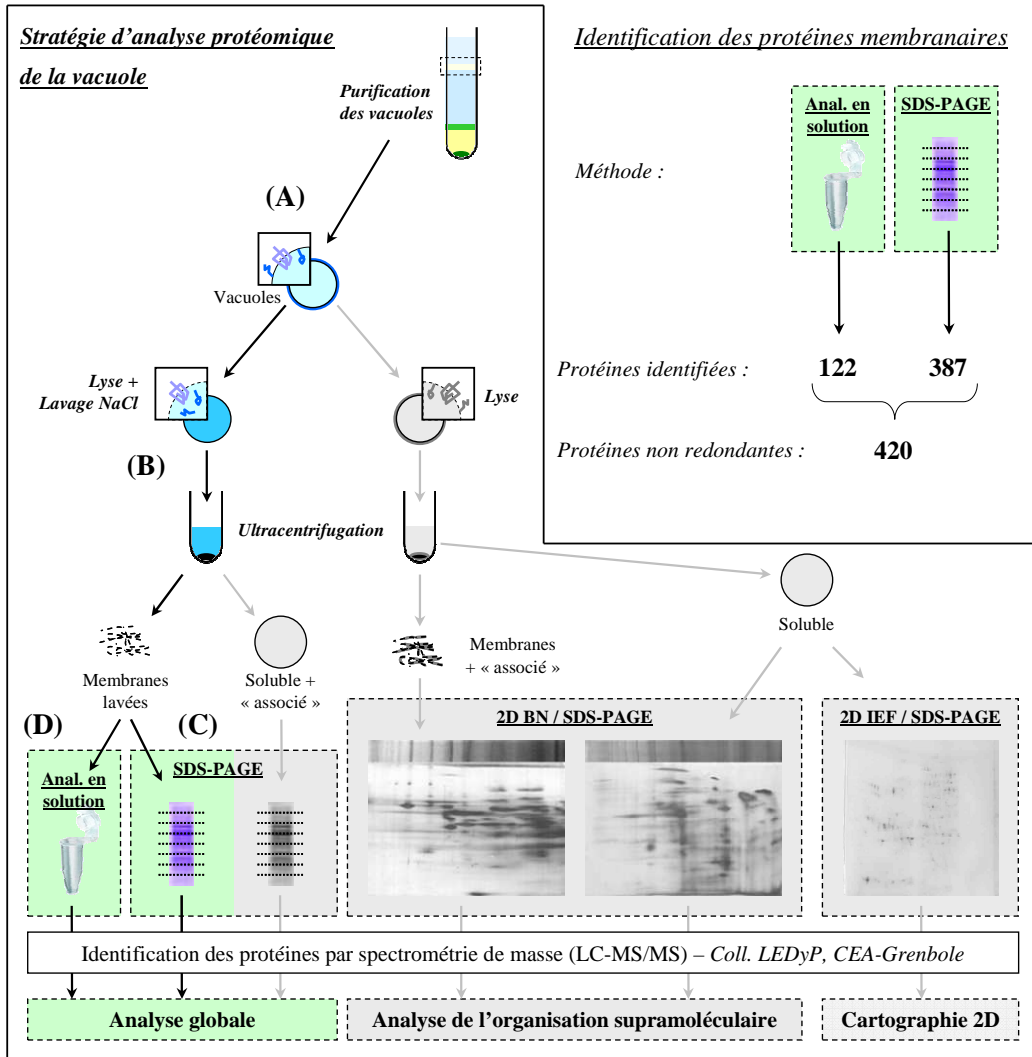 Stratégie d'analyse protéomique
de la vacuole
Purification
des vacuoles
(A)
Vacuoles
Lyse +
Lavage NaCl
Lyse
(B)
Ultracentrifugation
Membranes
lavées
Soluble +
« associé »
Membranes
+ « associé »
Soluble
Identification des protéines membranaires
Méthode :
Anal. en
solution
SDS-PAGE
Protéines identifiées :
122
387
Protéines non redondantes :
420
(D)
(C)
Anal. en
solution
SDS-PAGE
2D BN / SDS-PAGE
2D IEF / SDS-PAGE
Identification des protéines par spectrométrie de masse (LC-MS/MS) – Coll. LEDyP, CEA-Grenbole
Analyse globale
Analyse de l'organisation supramoléculaire
Cartographie 2D